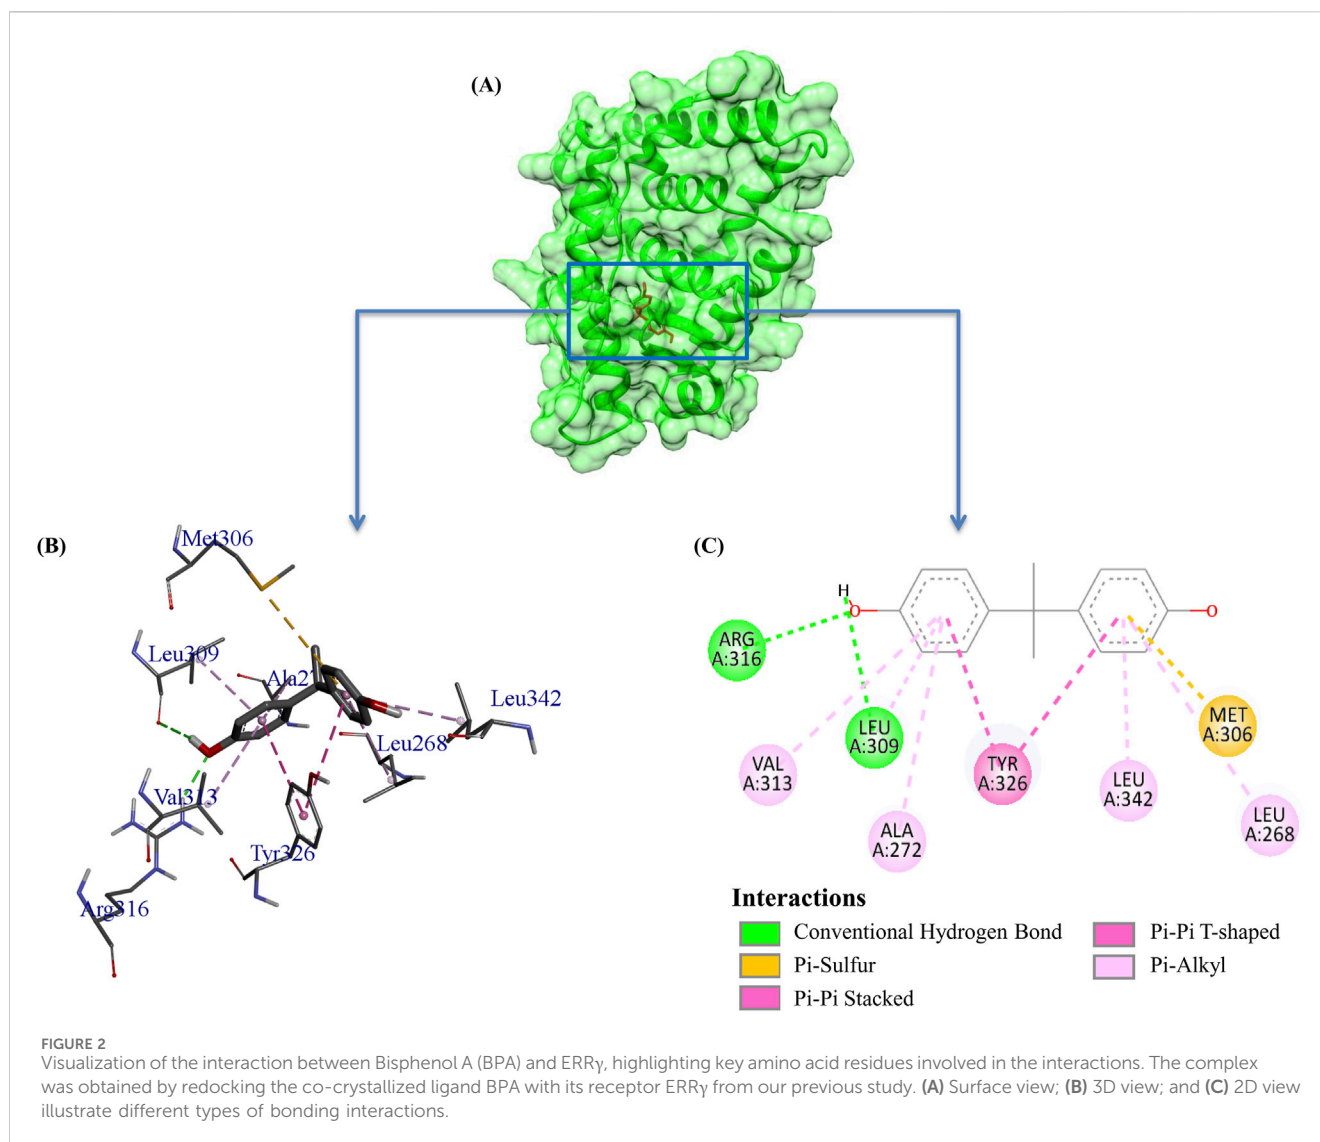 (A)
(B)
Met306
Leu309
Ala27
Leu342
Leu268
Val313
Tyr326
Arg316
(C)
H
O
O
ARG
A:316
LEU
A:309
VAL
A:313
TYR
A:326
ALA
A:272
LEU
A:342
MET
A:306
LEU
A:268
Interactions
Conventional Hydrogen Bond
Pi-Sulfur
Pi-Pi Stacked
Pi-Pi T-shaped
Pi-Alkyl
FIGURE 2
Visualization of the interaction between Bisphenol A (BPA) and ERRγ, highlighting key amino acid residues involved in the interactions. The complex
was obtained by redocking the co-crystallized ligand BPA with its receptor ERRγ from our previous study. (A) Surface view; (B) 3D view; and (C) 2D view
illustrate different types of bonding interactions.